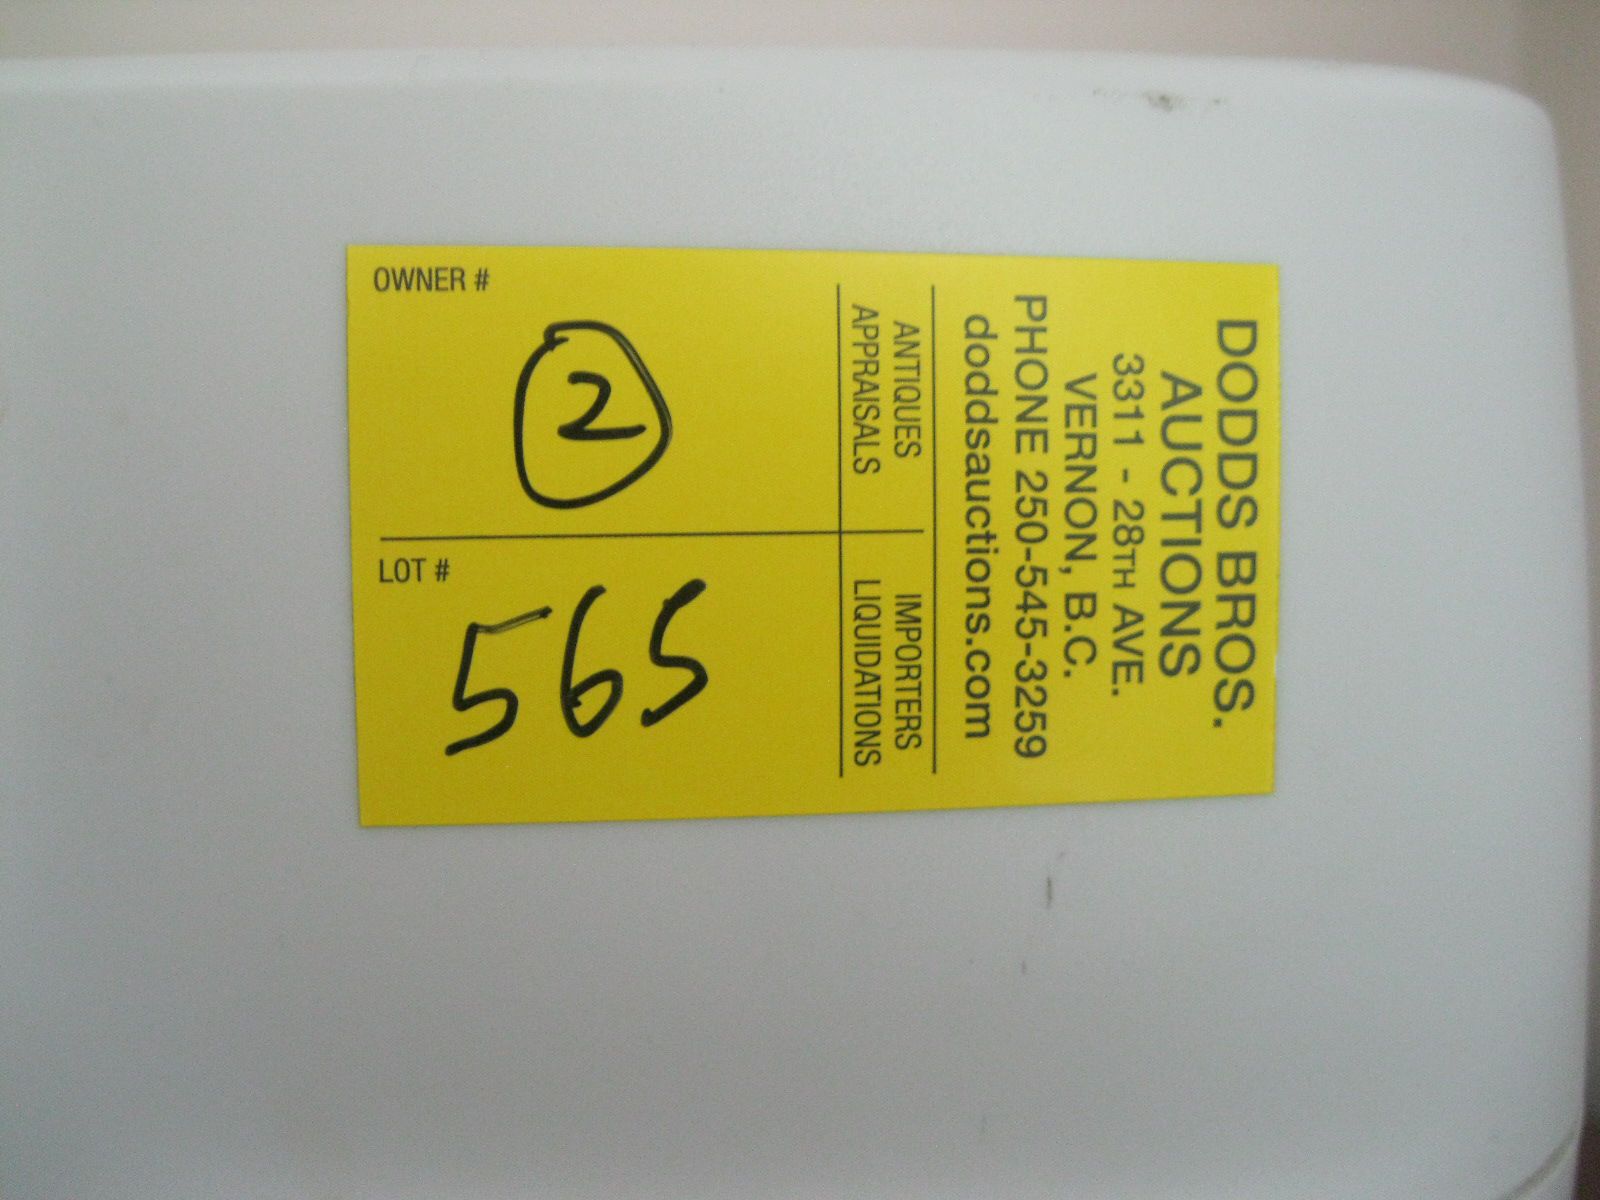 DODDS BROS.
AUCTIONS
3311 - 28TH AVE.
VERNON, B.C.
PHONE 250-545-3259
doddsauctions.com
ANTIQUES
APPRAISALS
IMPORTERS
LIQUIDATIONS
OWNER #
2
LOT #
565